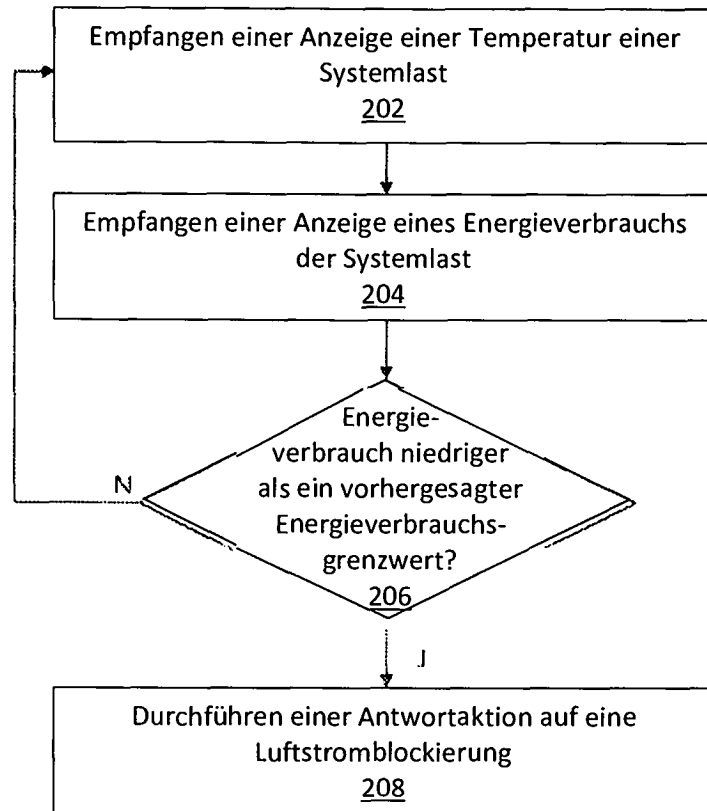 Empfangen einer Anzeige einer Temperatur einer
Systemlast
202
Empfangen einer Anzeige eines Energieverbrauchs
der Systemlast
204
Energie-
verbrauch niedriger
als ein vorhergesagter
Energieverbrauchs-
grenzwert?
206
N
J
Durchführen einer Antwortaktion auf eine
Luftstromblockierung
208